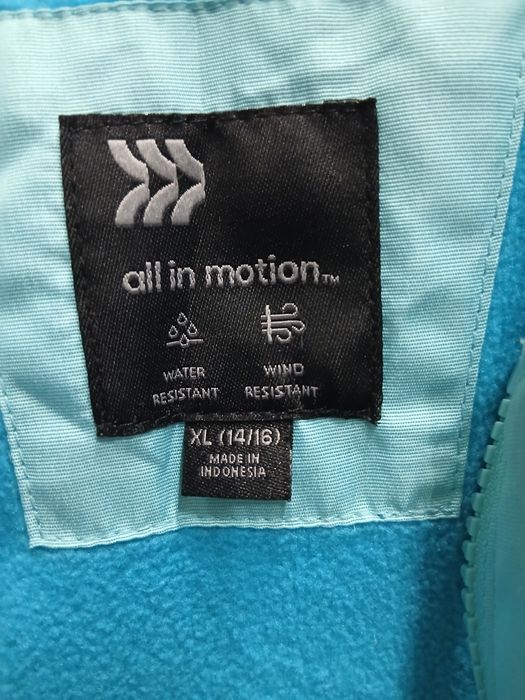 all in motion™
WATER RESISTANT
WIND RESISTANT
XL (14/16)
MADE IN
INDONESIA